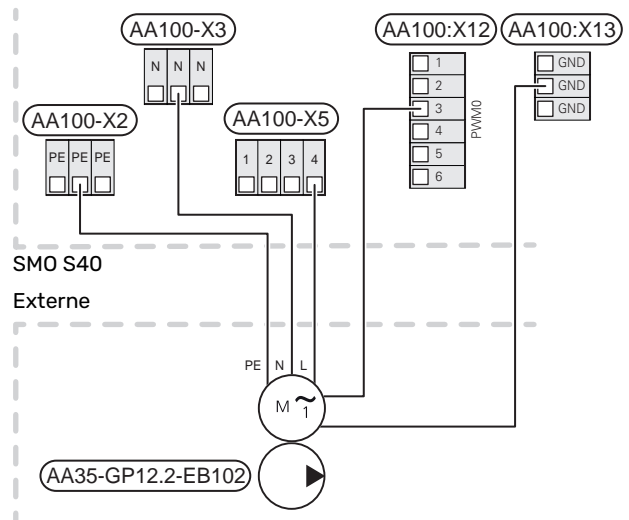 AA100-X3
AA100:X12
AA100:X13
N N N
1
2
3
4
5
6
PWM0
GND
GND
GND
AA100-X2
AA100-X5
PE PE PE
1 2 3 4
SMO S40
Externe
PE N L
M ~ 1
AA35-GP12.2-EB102